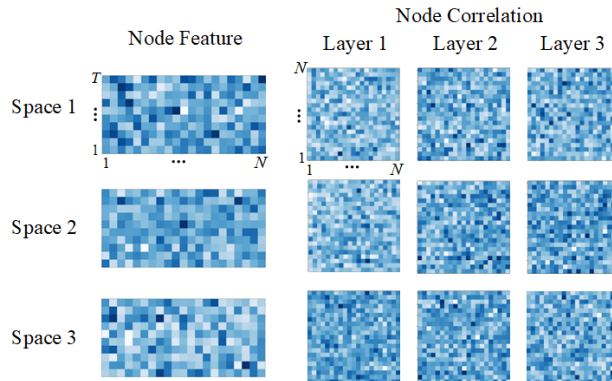 Node Correlation
Node Feature
Layer 1
Layer 2
Layer 3
Space 1
T
⋮
1
1
...
N
N
⋮
1
1
...
N
Space 2
Space 3